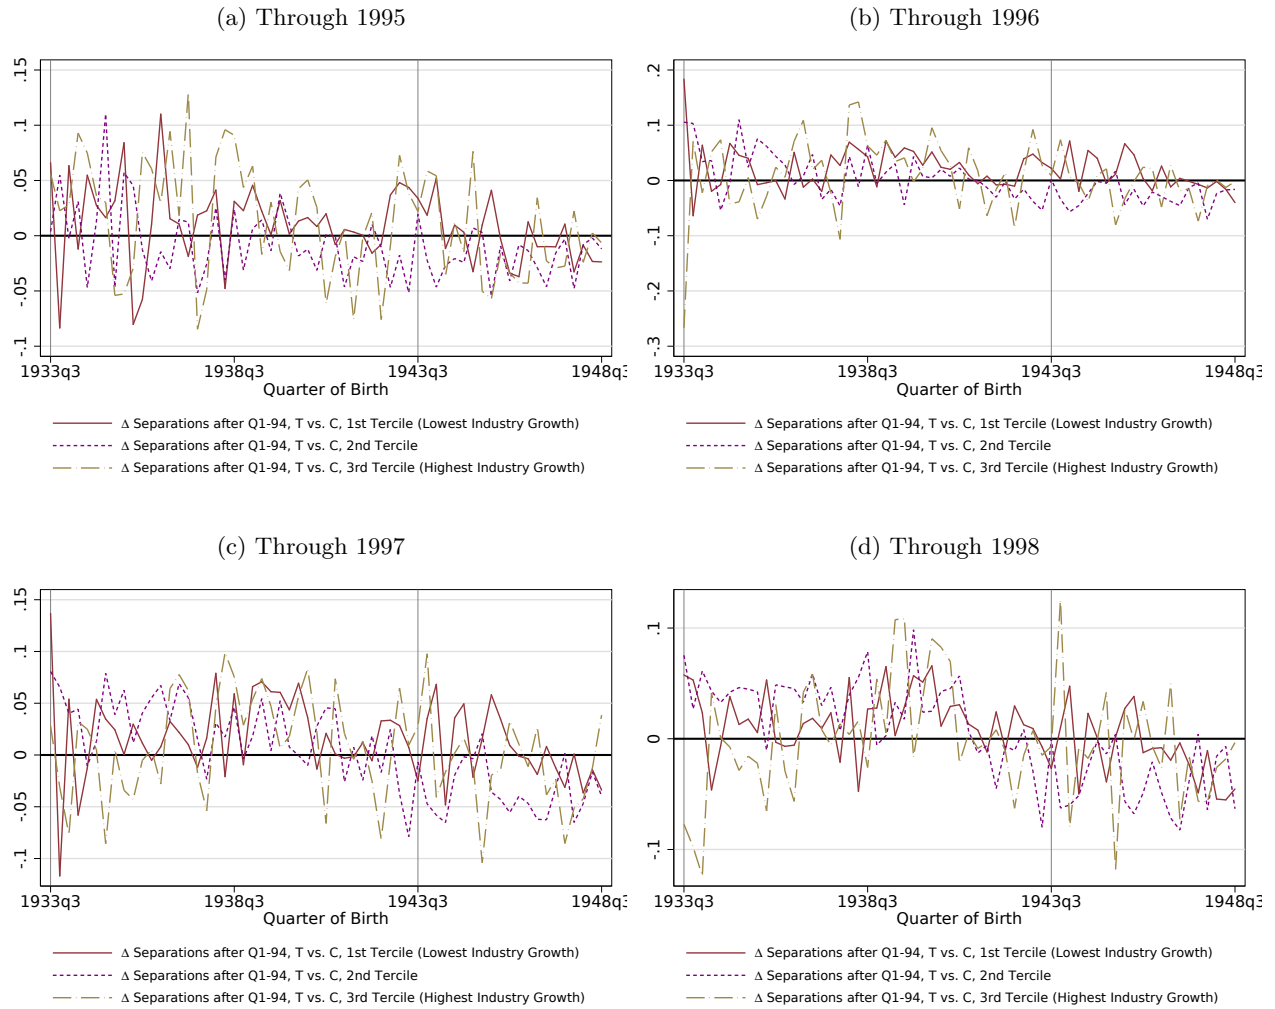 (a) Through 1995
.15
.1
.05
0
-.05
-.1
1933q3 1938q3 1943q3 1948q3
Quarter of Birth
Δ Separations after Q1-94, T vs. C, 1st Tercile (Lowest Industry Growth)
Δ Separations after Q1-94, T vs. C, 2nd Tercile
Δ Separations after Q1-94, T vs. C, 3rd Tercile (Highest Industry Growth)
(b) Through 1996
.2
.1
0
-.1
-.2
-.3
1933q3 1938q3 1943q3 1948q3
Quarter of Birth
Δ Separations after Q1-94, T vs. C, 1st Tercile (Lowest Industry Growth)
Δ Separations after Q1-94, T vs. C, 2nd Tercile
Δ Separations after Q1-94, T vs. C, 3rd Tercile (Highest Industry Growth)
(c) Through 1997
.15
.1
.05
0
-.05
-.1
1933q3 1938q3 1943q3 1948q3
Quarter of Birth
Δ Separations after Q1-94, T vs. C, 1st Tercile (Lowest Industry Growth)
Δ Separations after Q1-94, T vs. C, 2nd Tercile
Δ Separations after Q1-94, T vs. C, 3rd Tercile (Highest Industry Growth)
(d) Through 1998
.1
0
-.1
1933q3 1938q3 1943q3 1948q3
Quarter of Birth
Δ Separations after Q1-94, T vs. C, 1st Tercile (Lowest Industry Growth)
Δ Separations after Q1-94, T vs. C, 2nd Tercile
Δ Separations after Q1-94, T vs. C, 3rd Tercile (Highest Industry Growth)